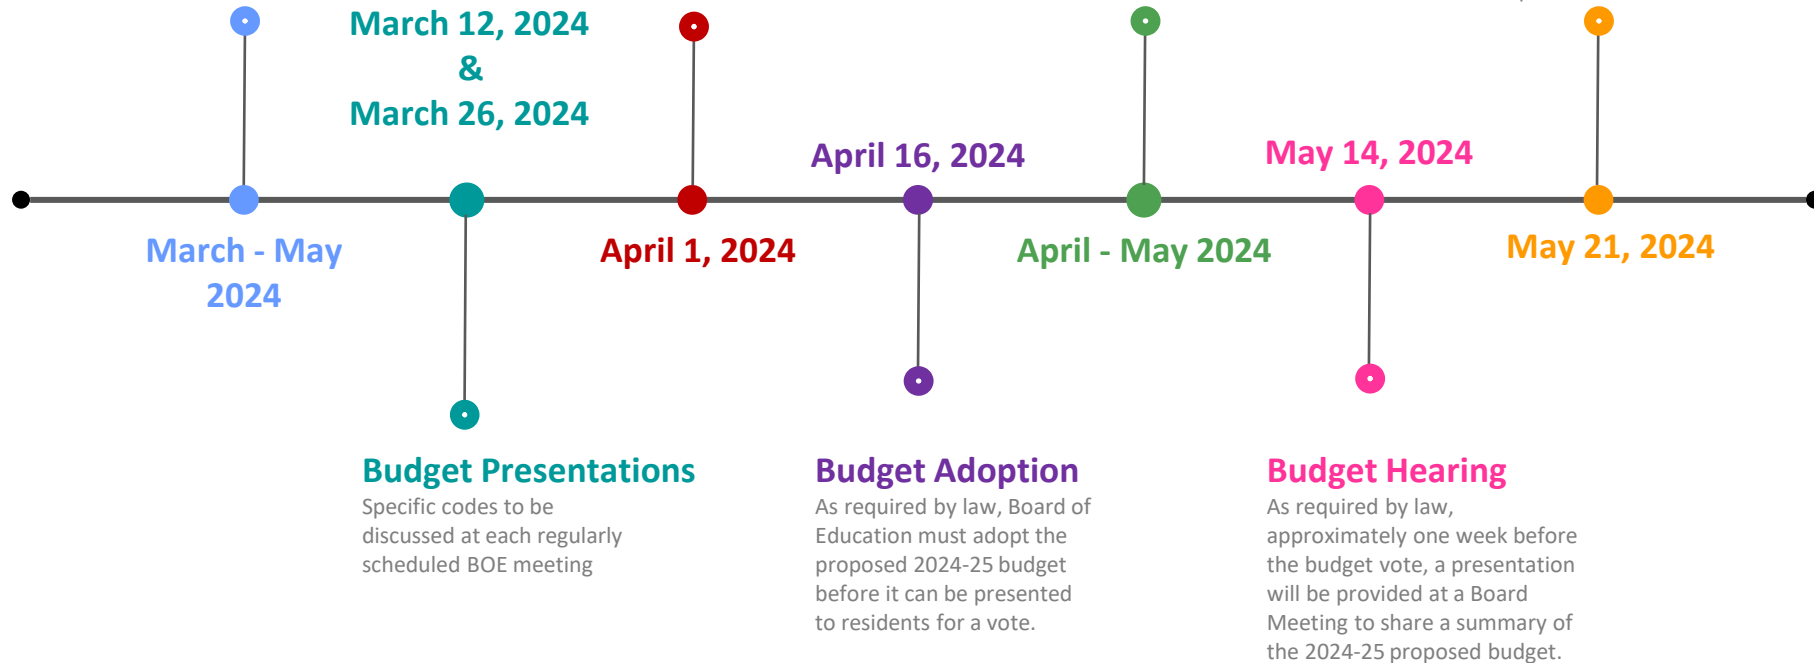 March 12, 2024
&
March 26, 2024
April 16, 2024
May 14, 2024
March - May
2024
April 1, 2024
April - May 2024
May 21, 2024
Budget Presentations
Specific codes to be
discussed at each regularly
scheduled BOE meeting
Budget Adoption
As required by law, Board of
Education must adopt the
proposed 2024-25 budget
before it can be presented
to residents for a vote.
Budget Hearing
As required by law,
approximately one week before
the budget vote, a presentation
will be provided at a Board
Meeting to share a summary of
the 2024-25 proposed budget.